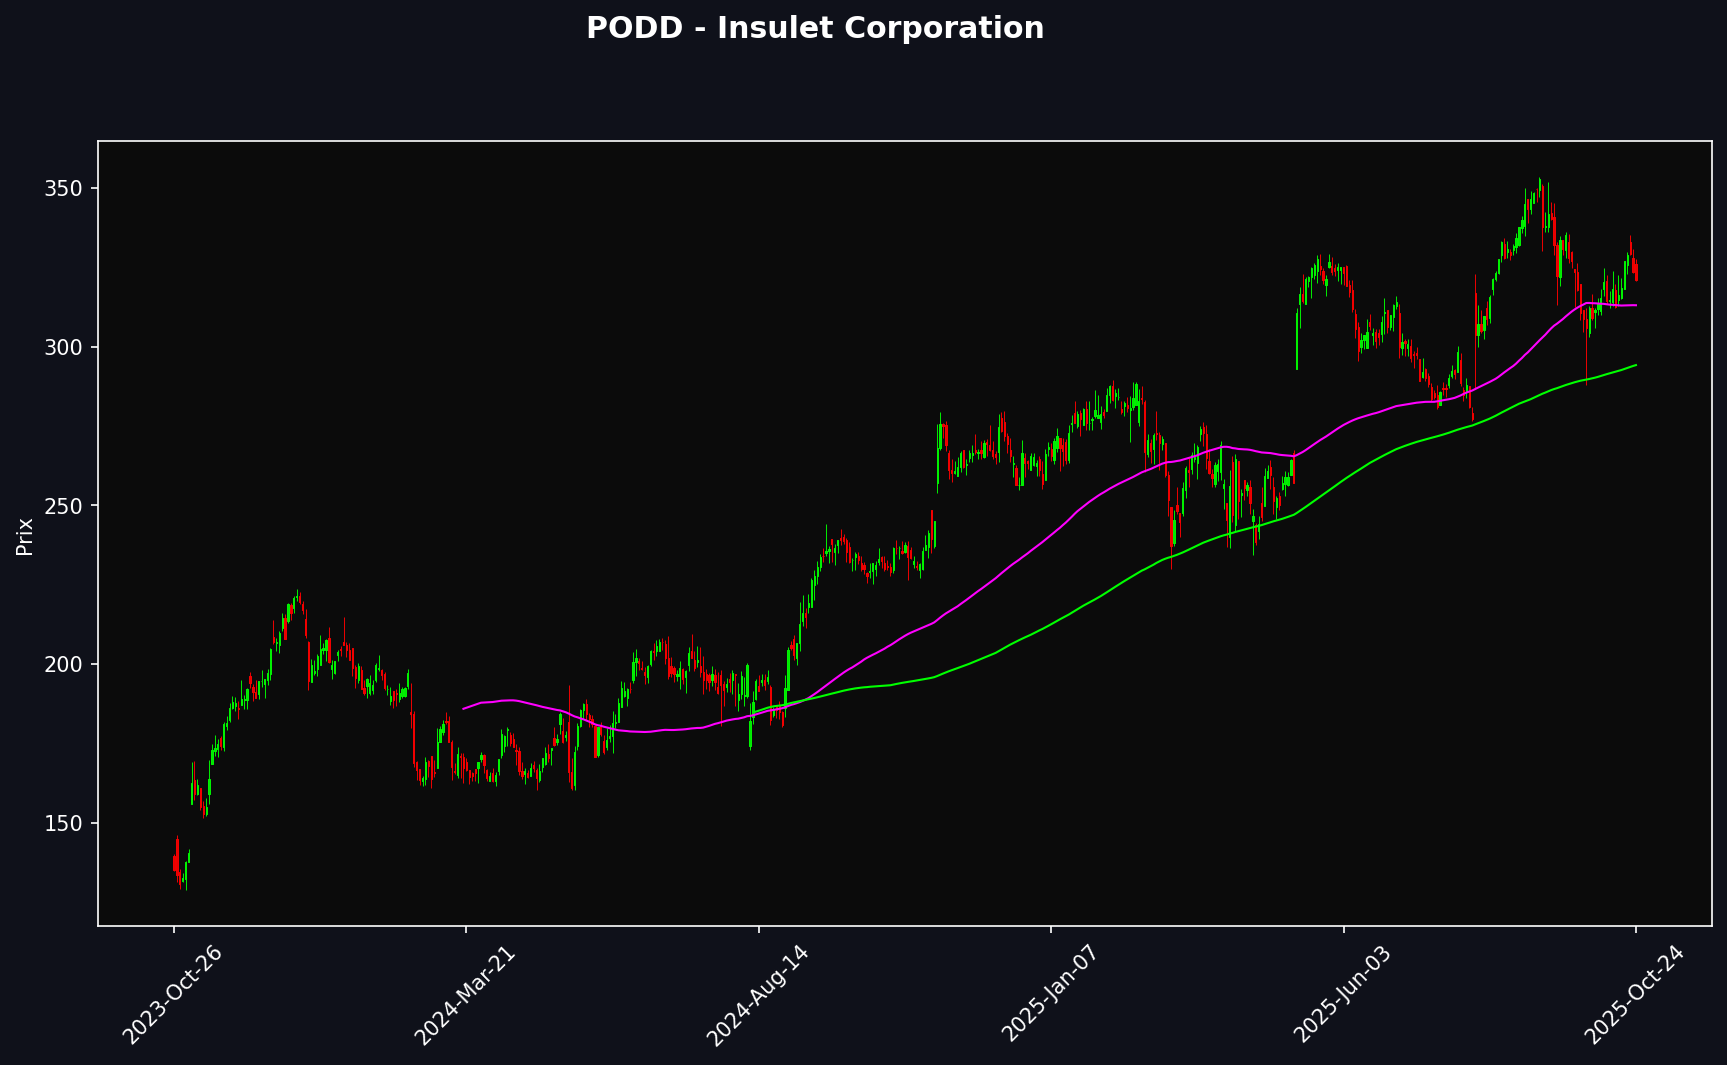 PODD - Insulet Corporation
Prix
350
300
250
200
150
2023-Oct-26
2024-Mar-21
2024-Aug-14
2025-Jan-07
2025-Jun-03
2025-Oct-24